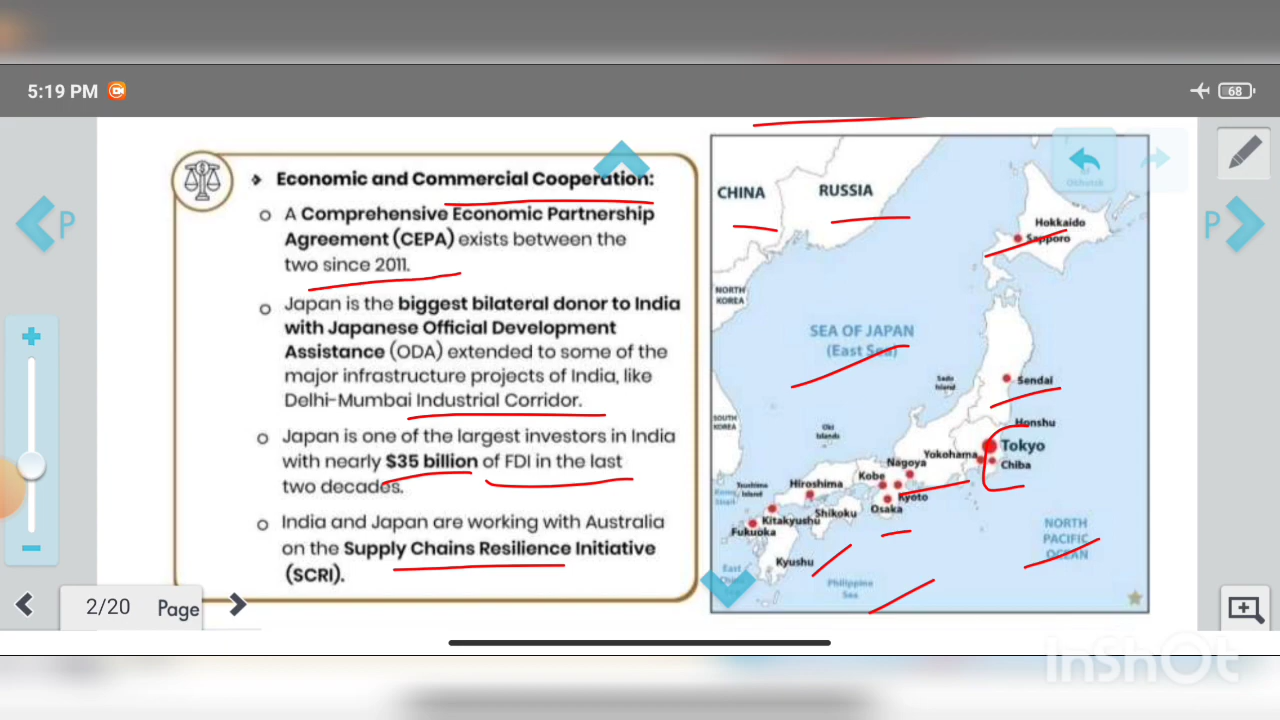 5:19 PM
68
P
Economic and Commercial Cooperation:
A Comprehensive Economic Partnership
Agreement (CEPA) exists between the
two since 2011.
Japan is the biggest bilateral donor to India
with Japanese Official Development
Assistance (ODA) extended to some of the
major infrastructure projects of India, like
Delhi-Mumbai Industrial Corridor.
Japan is one of the largest investors in India
with nearly $35 billion of FDI in the last
two decades.
India and Japan are working with Australia
on the Supply Chains Resilience Initiative
(SCRI).
CHINA
RUSSIA
Hokkaido
Sapporo
NORTH
KOREA
SEA OF JAPAN
(East Sea)
Sado
Island
Sendai
SOUTH
KOREA
Oki
Islands
Honshu
Tokyo
Yokohama
Chiba
Nagoya
Kobe
Kyoto
Tsushima
Island
Hiroshima
Osaka
Shikoku
Kitakyushu
Fukuoka
Kyushu
NORTH
PACIFIC
OCEAN
Philippine
Sea
P
2/20
Page
InShOt